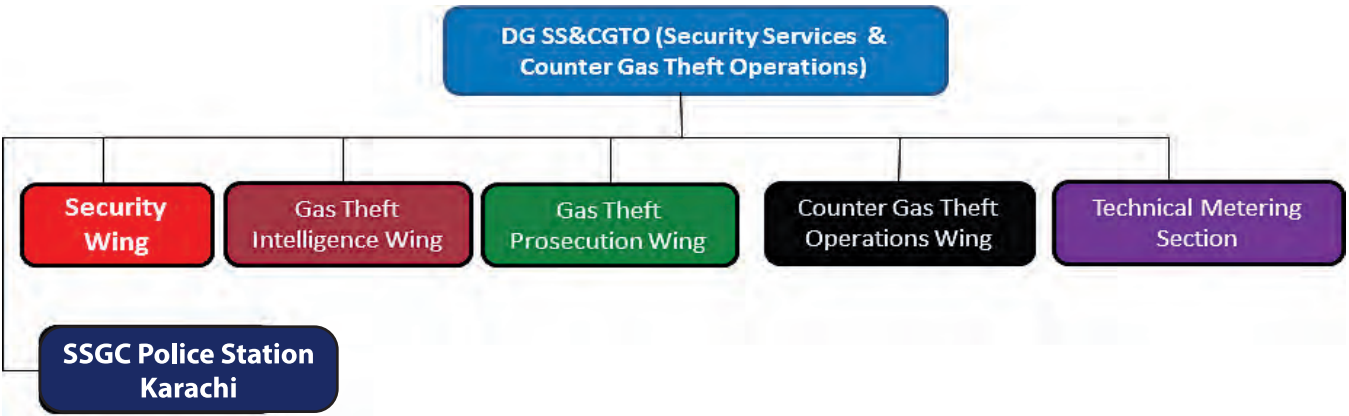 DG SS&CGTO (Security Services &
Counter Gas Theft Operations)
Security
Wing
Gas Theft
Intelligence Wing
Gas Theft
Prosecution Wing
Counter Gas Theft
Operations Wing
Technical Metering
Section
SSGC Police Station
Karachi